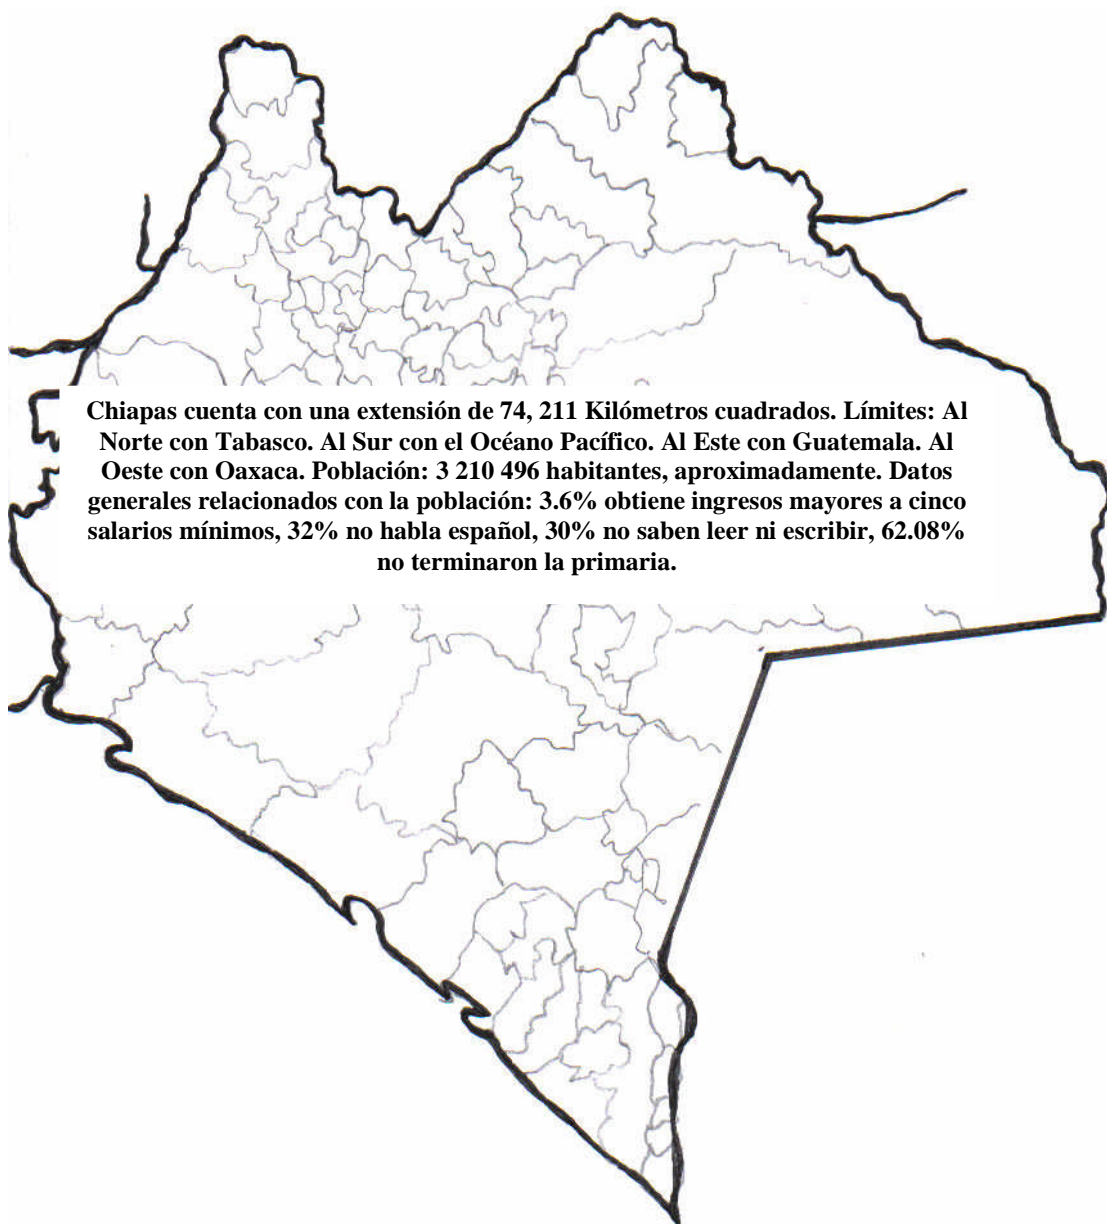 Chiapas cuenta con una extensión de 74, 211 Kilómetros cuadrados. Límites: Al
Norte con Tabasco. Al Sur con el Océano Pacífico. Al Este con Guatemala. Al
Oeste con Oaxaca. Población: 3 210 496 habitantes, aproximadamente. Datos
generales relacionados con la población: 3.6% obtiene ingresos mayores a cinco
salarios mínimos, 32% no habla español, 30% no saben leer ni escribir, 62.08%
no terminaron la primaria.